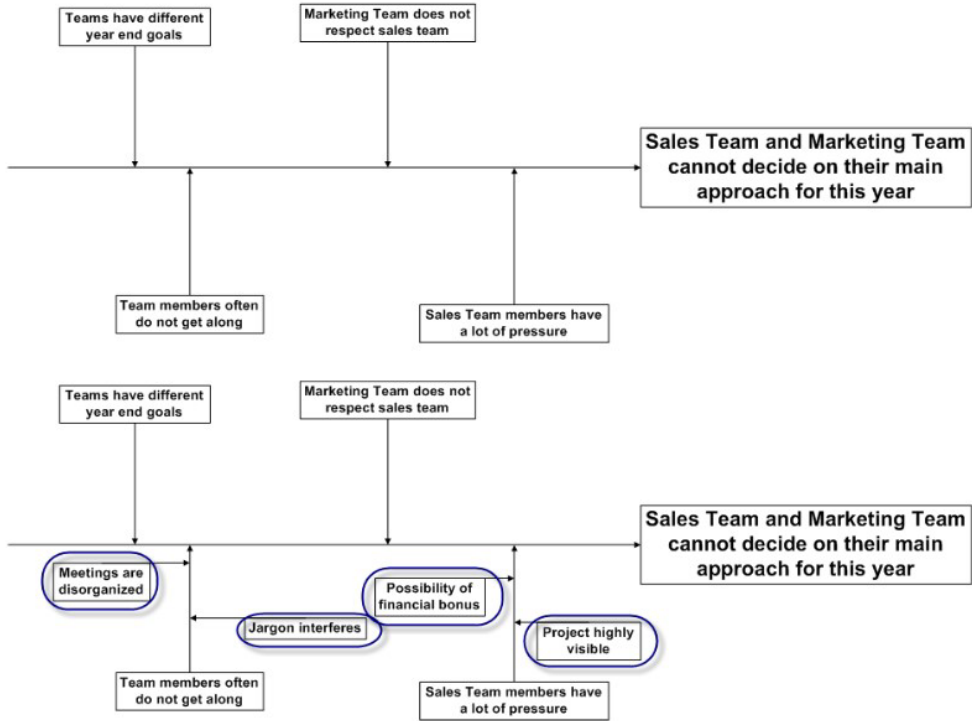 Teams have different
year end goals
Marketing Team does not
respect sales team
Sales Team and Marketing Team
cannot decide on their main
approach for this year
Team members often
do not get along
Sales Team members have
a lot of pressure
Teams have different
year end goals
Marketing Team does not
respect sales team
Sales Team and Marketing Team
cannot decide on their main
approach for this year
Meetings are
disorganized
Possibility of
financial bonus
Jargon interferes
Project highly
visible
Team members often
do not get along
Sales Team members have
a lot of pressure